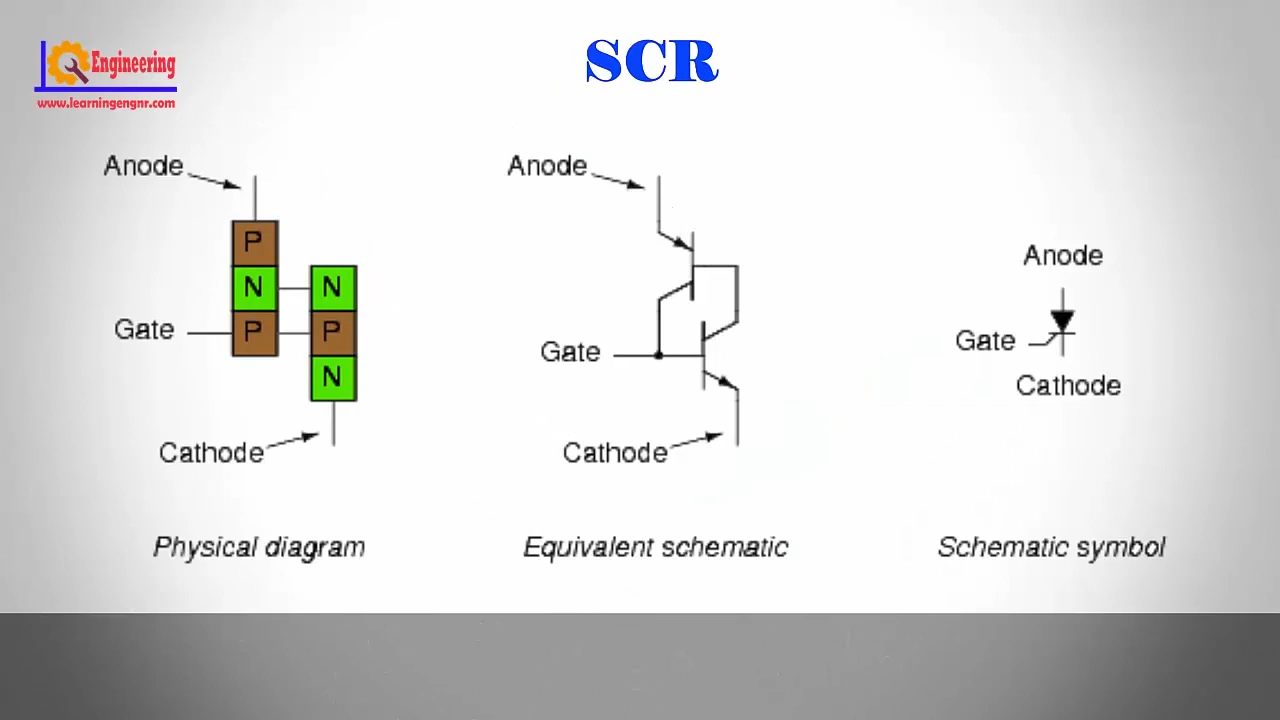 Engineering
www.learningengnr.com
SCR
Anode
P
N
N
Gate
P
P
N
Cathode
Physical diagram
Anode
Gate
Cathode
Equivalent schematic
Anode
Gate
Cathode
Schematic symbol